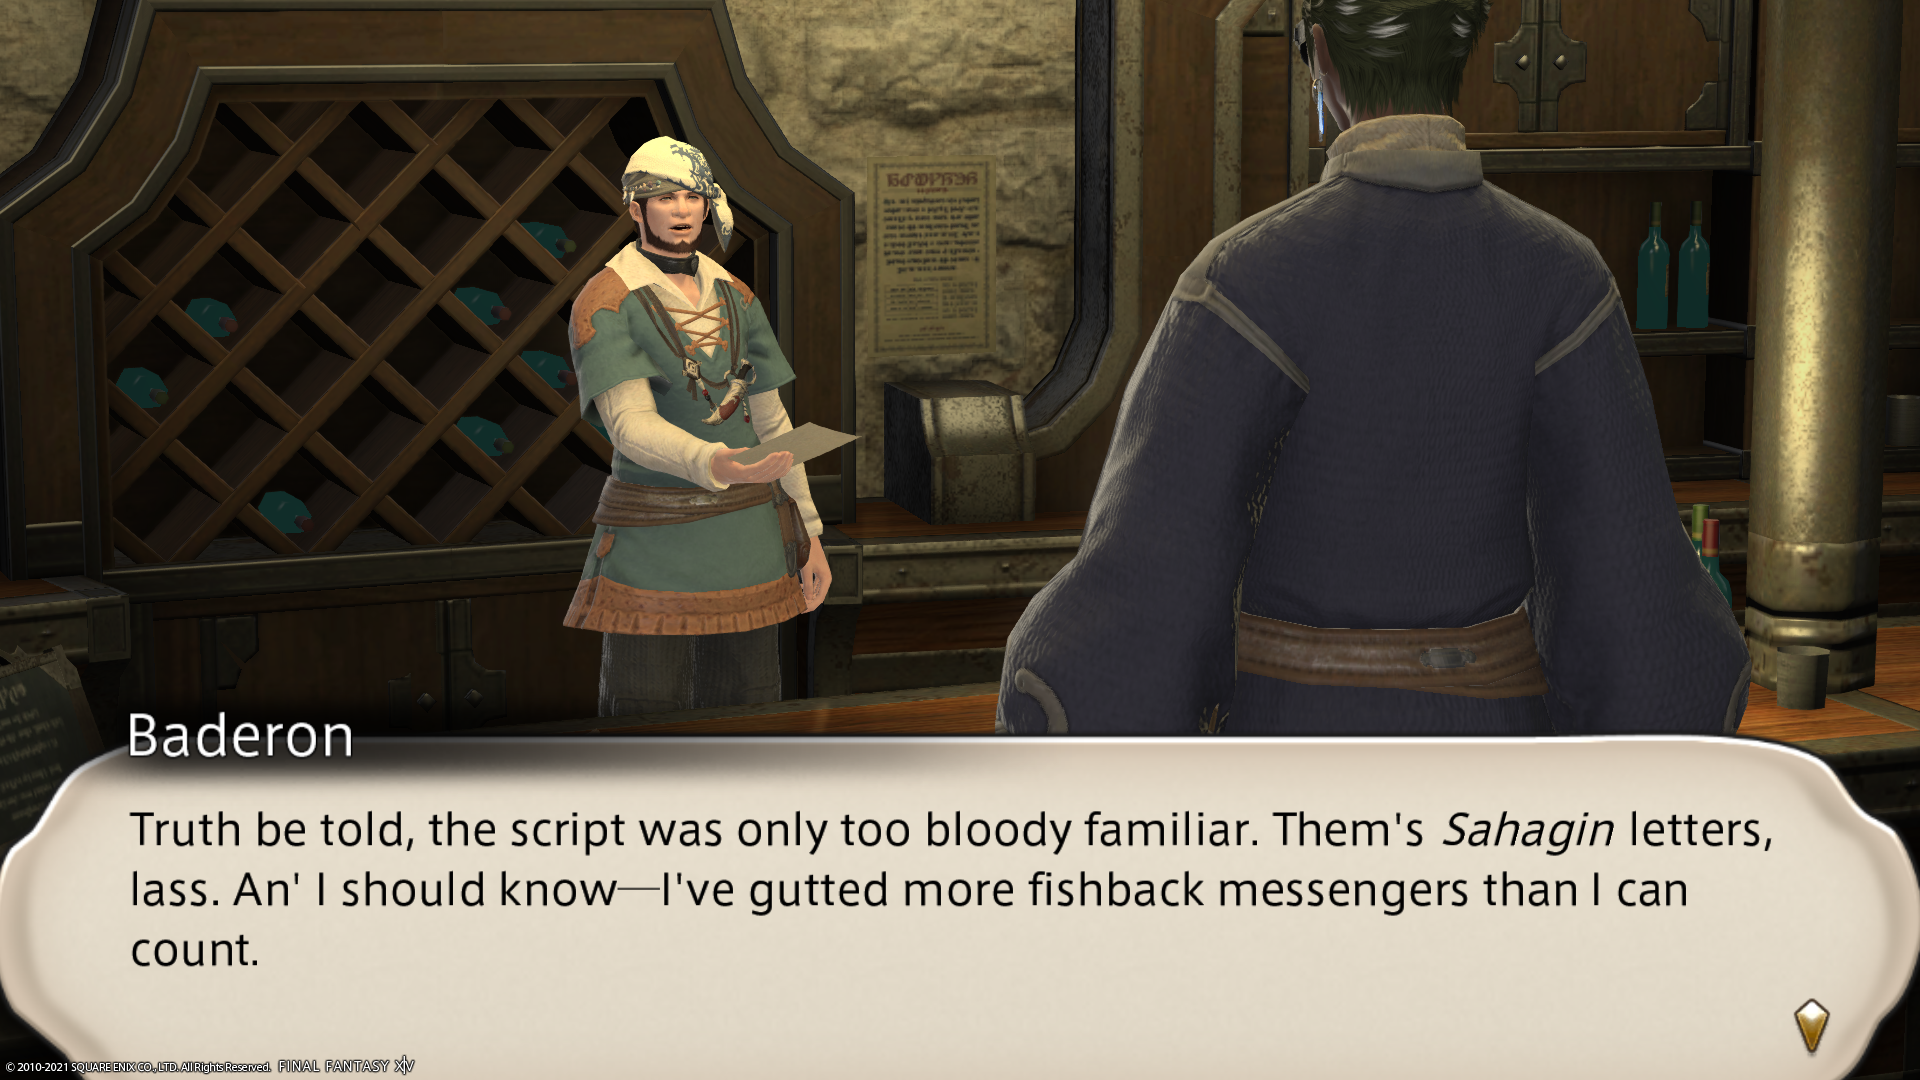 Baderon
Truth be told, the script was only too bloody familiar. Them's Sahagin letters,
lass. An' I should know—I've gutted more fishback messengers than I can
count.
© 2010-2021 SQUARE ENIX CO., LTD. All Rights Reserved. FINAL FANTASY XIV